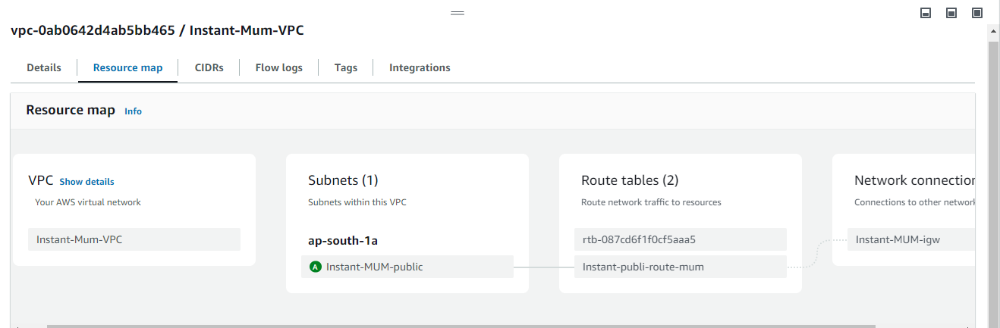 vpc-0ab0642d4ab5bb465 / Instant-Mum-VPC
Details
Resource map
CIDRs
Flow logs
Tags
Integrations
Resource map Info
VPC Show details
Your AWS virtual network
Instant-Mum-VPC
Subnets (1)
Subnets within this VPC
ap-south-1a
A Instant-MUM-public
Route tables (2)
Route network traffic to resources
rtb-087cd6f1f0cf5aaa5
Instant-publi-route-mum
Network connection
Connections to other network
Instant-MUM-igw